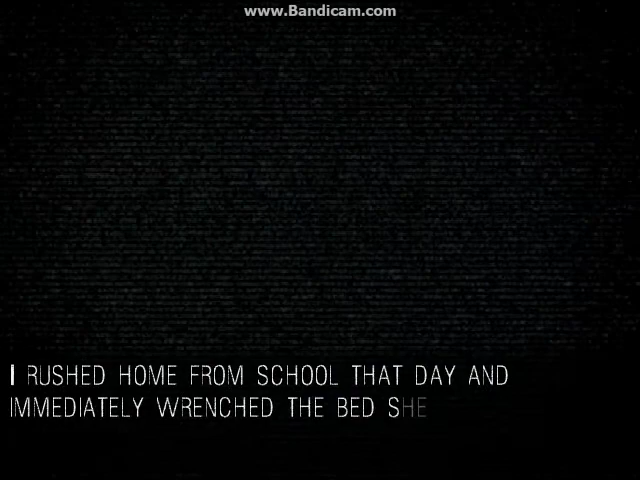 www.Bandicam.com
I RUSHED HOME FROM SCHOOL THAT DAY AND
IMMEDIATELY WRENCHED THE BED SHE